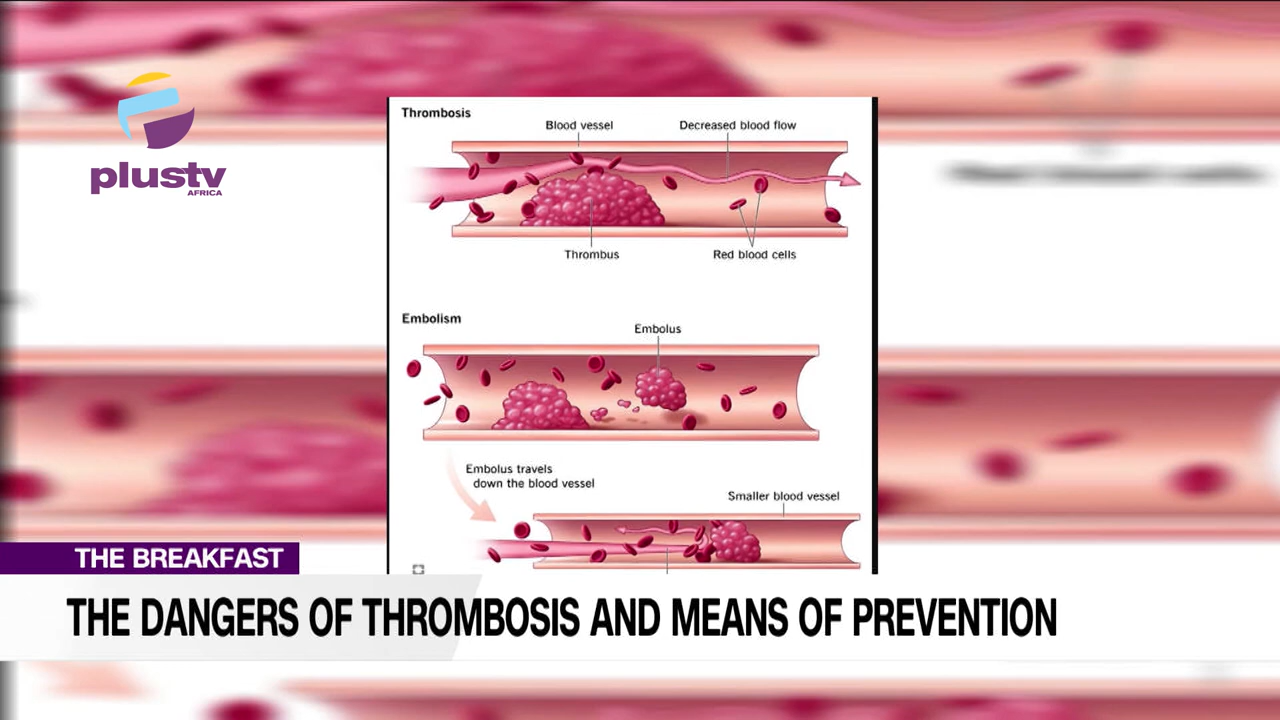 plustv
AFRICA
Thrombosis
Blood vessel
Decreased blood flow
Thrombus
Red blood cells
Embolism
Embolus
Embolus travels
down the blood vessel
Smaller blood vessel
THE BREAKFAST
THE DANGERS OF THROMBOSIS AND MEANS OF PREVENTION